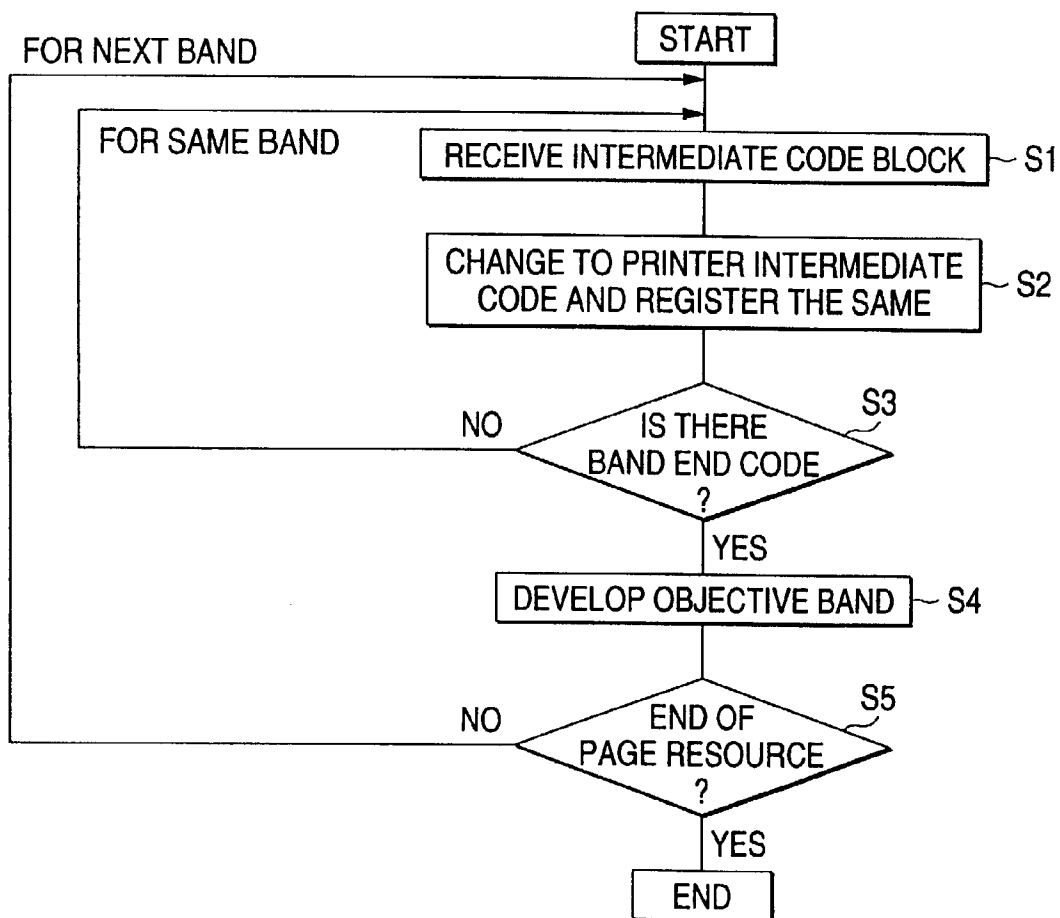 START
FOR NEXT BAND
FOR SAME BAND
RECEIVE INTERMEDIATE CODE BLOCK
S1
CHANGE TO PRINTER INTERMEDIATE
CODE AND REGISTER THE SAME
S2
S3
NO
IS THERE
BAND END CODE
?
YES
DEVELOP OBJECTIVE BAND
S4
S5
NO
END OF
PAGE RESOURCE
?
YES
END